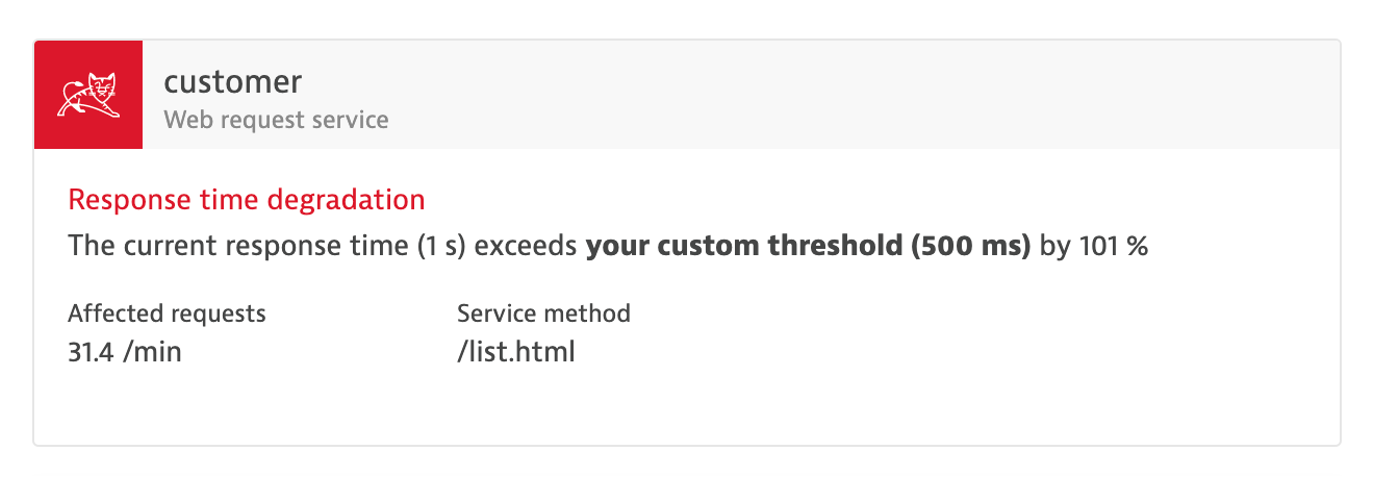 customer
Web request service
Response time degradation
The current response time (1 s) exceeds your custom threshold (500 ms) by 101 %
Affected requests
31.4 /min
Service method
/list.html